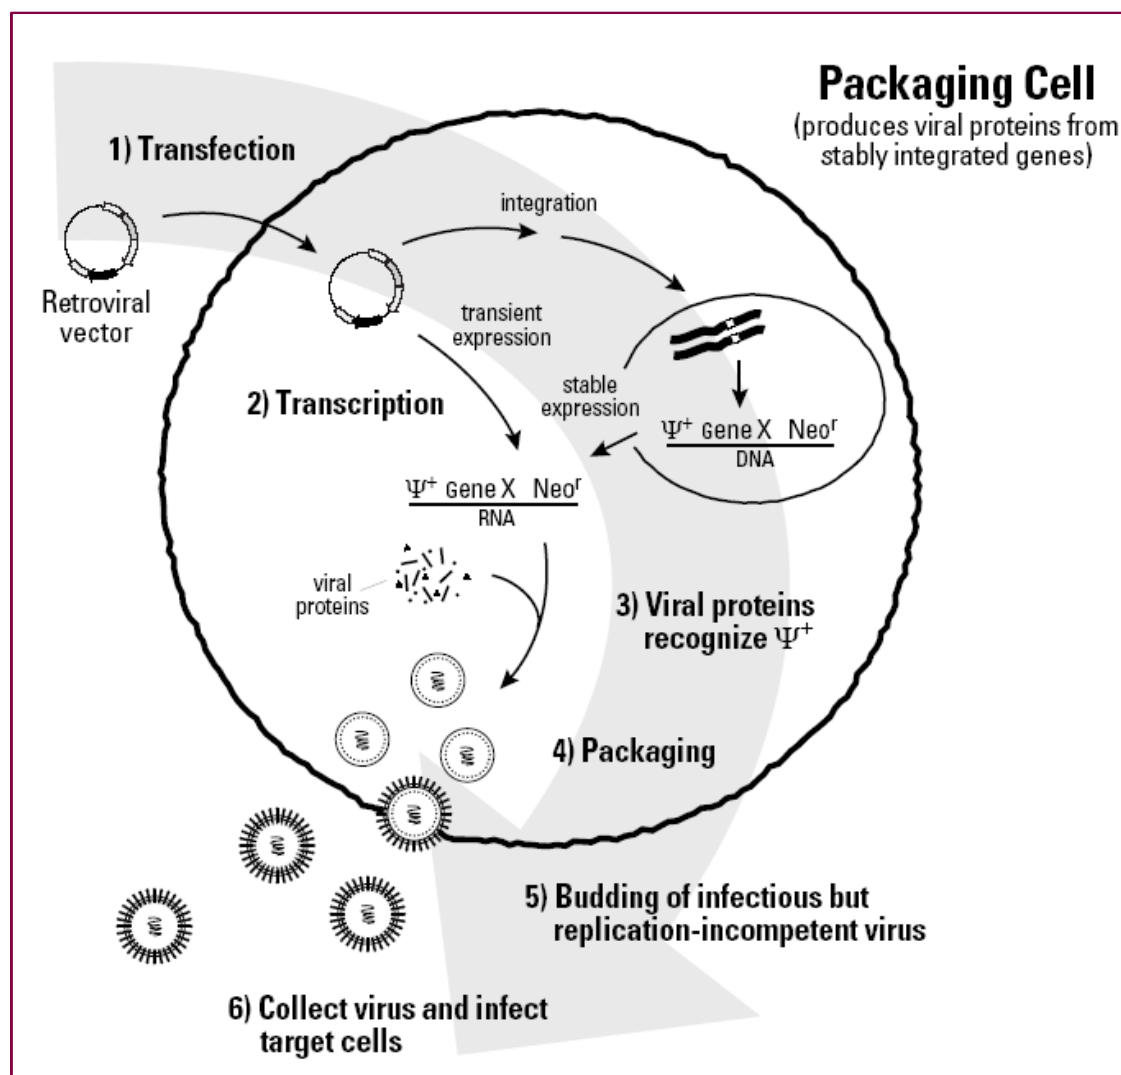 Packaging Cell
(produces viral proteins from
stably integrated genes)
1) Transfection
integration
Retroviral
vector
transient
expression
stable
expression
2) Transcription
Ψ⁺ Gene X Neoʳ
DNA
Ψ⁺ Gene X Neoʳ
RNA
viral
proteins
3) Viral proteins
recognize Ψ⁺
4) Packaging
5) Budding of infectious but
replication-incompetent virus
6) Collect virus and infect
target cells